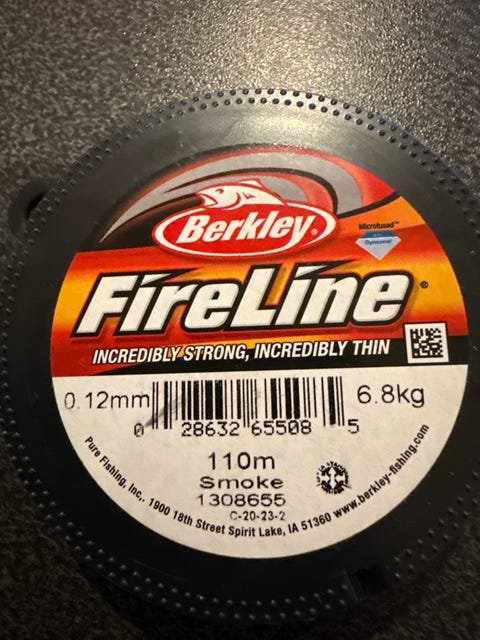 Berkley®
Microfused™
Dyneema®
FireLine®
INCREDIBLY STRONG, INCREDIBLY THIN
0.12mm
6.8kg
0 28632 65508 5
110m
Smoke
1308655
C-20-23-2
Pure Fishing, Inc., 1900 18th Street Spirit Lake, IA 51360 www.berkley-fishing.com